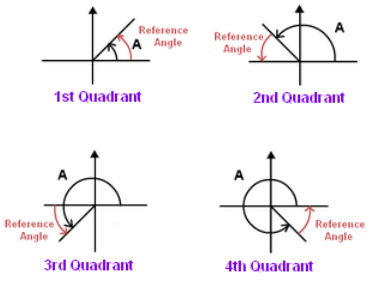 Reference
Angle
A
1st Quadrant
Reference
Angle
A
2nd Quadrant
A
Reference
Angle
3rd Quadrant
A
Reference
Angle
4th Quadrant